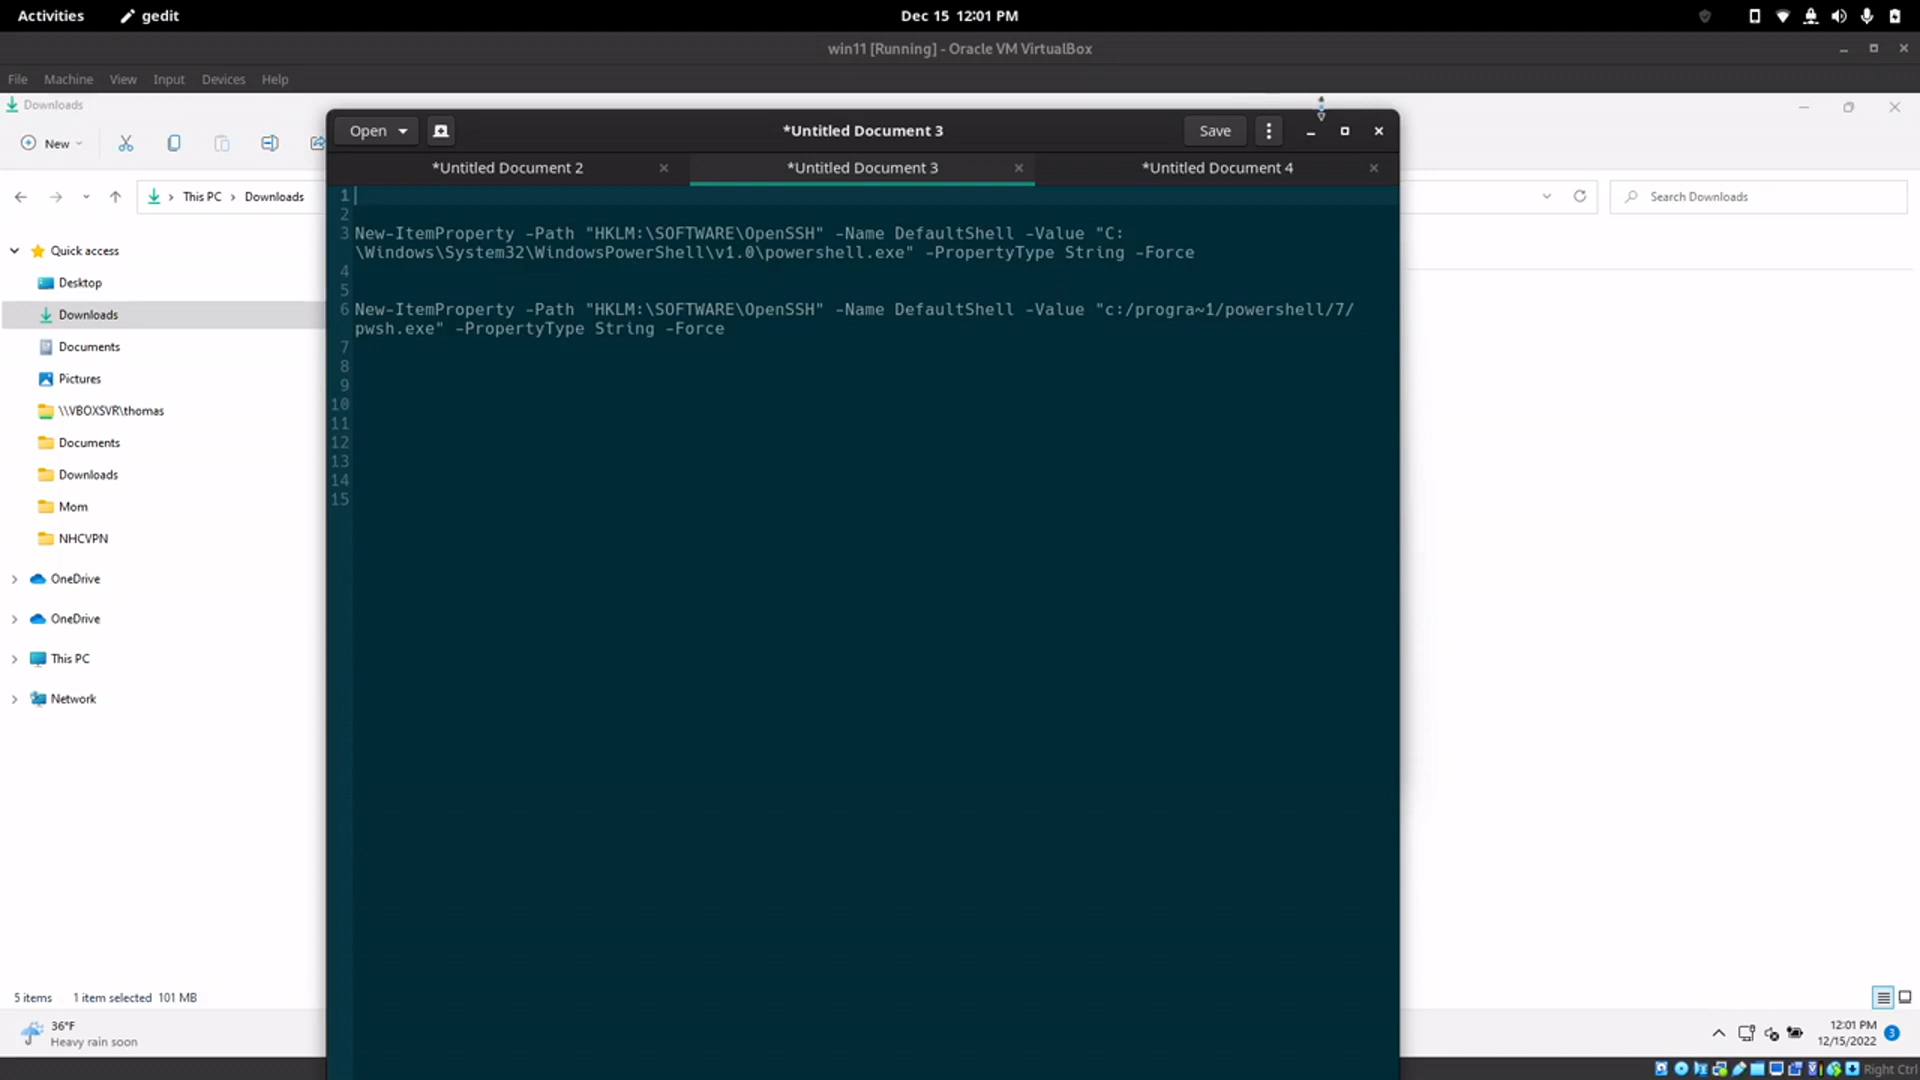 Activities gedit Dec 15 12:01 PM
win11 [Running] - Oracle VM VirtualBox
File Machine View Input Devices Help
Downloads
New
This PC > Downloads
Search Downloads
Quick access
Desktop
Downloads
Documents
Pictures
\\VBOXSVR\thomas
Documents
Downloads
Mom
NHCVPN
OneDrive
OneDrive
This PC
Network
Open *Untitled Document 3 Save
*Untitled Document 2 *Untitled Document 3 *Untitled Document 4
1
2
3 New-ItemProperty -Path "HKLM:\SOFTWARE\OpenSSH" -Name DefaultShell -Value "C:
\Windows\System32\WindowsPowerShell\v1.0\powershell.exe" -PropertyType String -Force
4
5
6 New-ItemProperty -Path "HKLM:\SOFTWARE\OpenSSH" -Name DefaultShell -Value "c:/progra~1/powershell/7/
pwsh.exe" -PropertyType String -Force
7
8
9
10
11
12
13
14
15
5 items 1 item selected 101 MB
36°F
Heavy rain soon
12:01 PM
12/15/2022
3
Right Ctrl